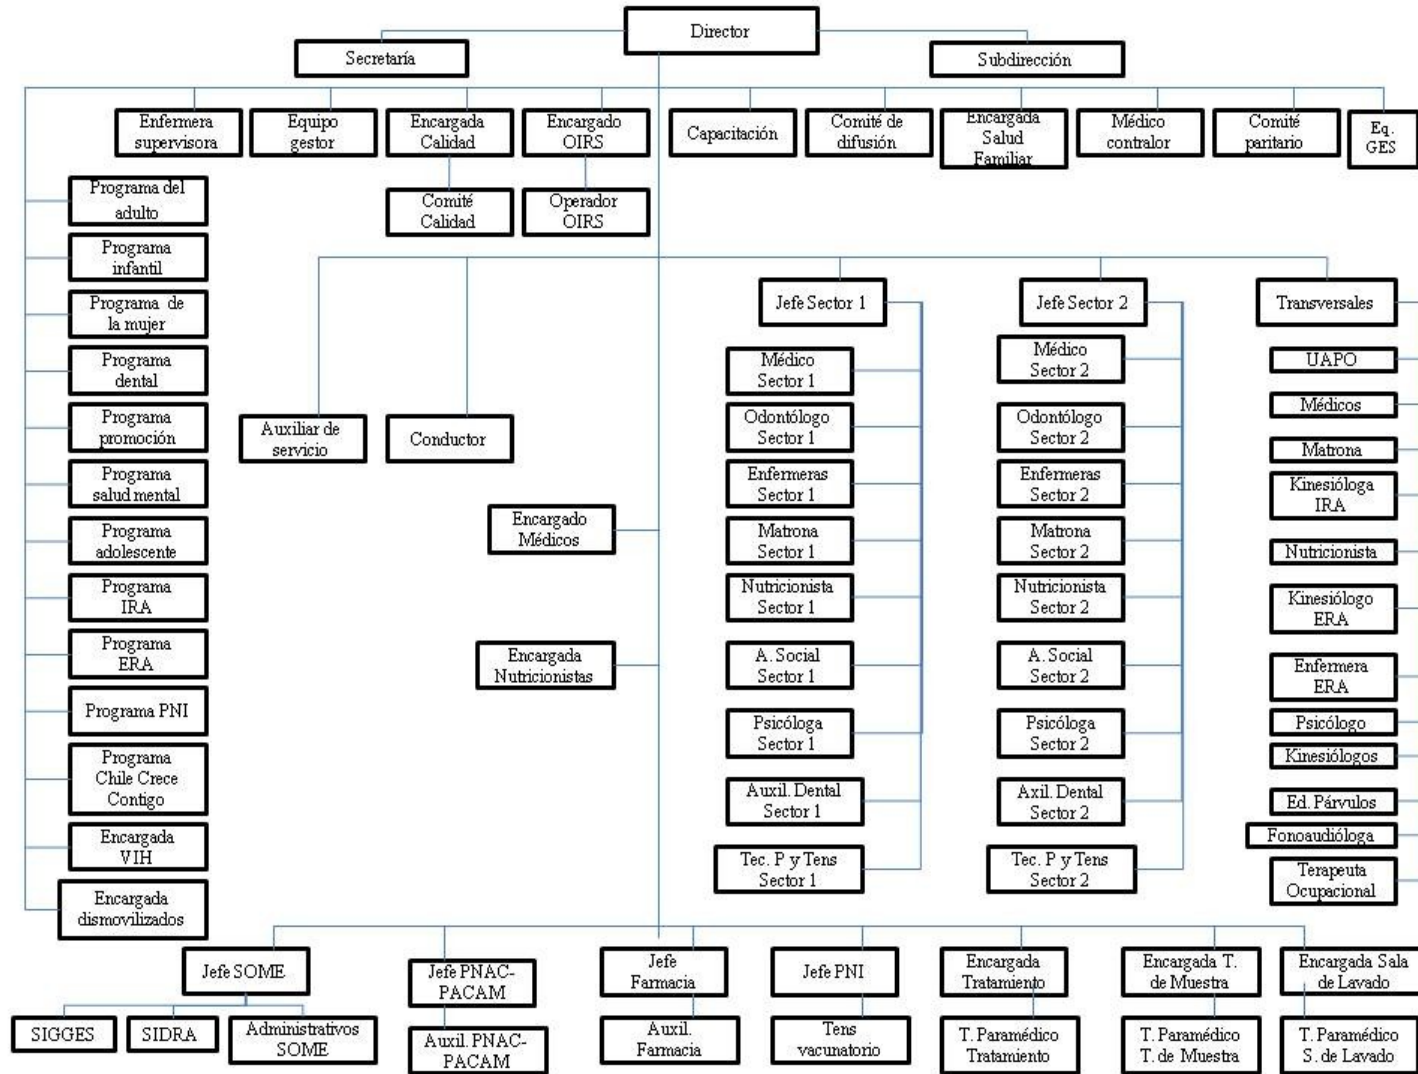 Director
Secretaría
Subdirección
Enfermera
supervisora
Equipo
gestor
Encargada
Calidad
Encargado
OIRS
Capacitación
Comité de
difusión
Encargada
Salud
Familiar
Médico
contralor
Comité
paritario
Eq.
GES
Comité
Calidad
Operador
OIRS
Programa del
adulto
Programa
infantil
Programa de
la mujer
Programa
dental
Programa
promoción
Programa
salud mental
Programa
adolescente
Programa
IRA
Programa
ERA
Programa PNI
Programa
Chile Crece
Contigo
Encargada
VIH
Encargada
dismovilizados
Auxiliar de
servicio
Conductor
Encargado
Médicos
Encargada
Nutricionistas
Jefe Sector 1
Médico
Sector 1
Odontólogo
Sector 1
Enfermeras
Sector 1
Matrona
Sector 1
Nutricionista
Sector 1
A. Social
Sector 1
Psicóloga
Sector 1
Auxil. Dental
Sector 1
Tec. P y Tens
Sector 1
Jefe Sector 2
Médico
Sector 2
Odontólogo
Sector 2
Enfermeras
Sector 2
Matrona
Sector 2
Nutricionista
Sector 2
A. Social
Sector 2
Psicóloga
Sector 2
Axil. Dental
Sector 2
Tec. P y Tens
Sector 2
Transversales
UAPO
Médicos
Matrona
Kinesióloga
IRA
Nutricionista
Kinesiólogo
ERA
Enfermera
ERA
Psicólogo
Kinesiólogos
Ed. Párvulos
Fonoaudióloga
Terapeuta
Ocupacional
Jefe SOME
SIGGES
SIDRA
Administrativos
SOME
Jefe PNAC-
PACAM
Auxil. PNAC-
PACAM
Jefe
Farmacia
Auxil.
Farmacia
Jefe PNI
Tens
vacunatorio
Encargada
Tratamiento
T. Paramédico
Tratamiento
Encargada T.
de Muestra
T. Paramédico
T. de Muestra
Encargada Sala
de Lavado
T. Paramédico
S. de Lavado